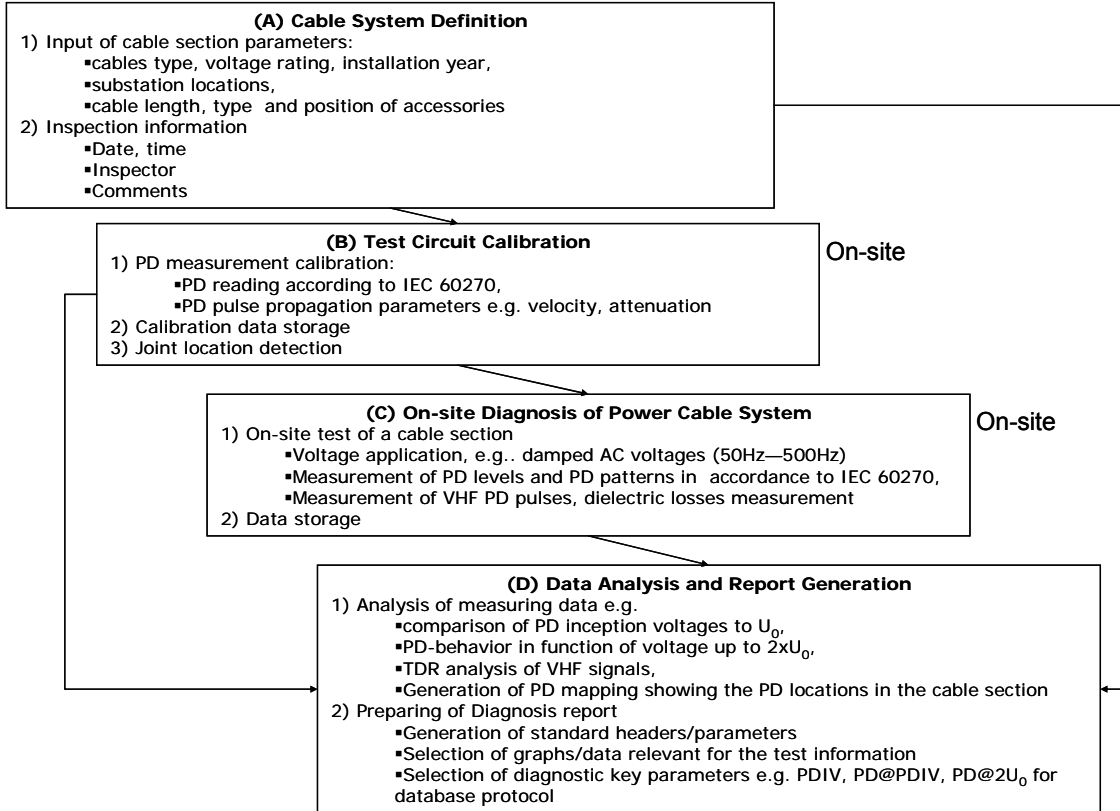 (A) Cable System Definition
1) Input of cable section parameters:
▪cables type, voltage rating, installation year,
▪substation locations,
▪cable length, type and position of accessories
2) Inspection information
▪Date, time
▪Inspector
▪Comments
(B) Test Circuit Calibration
On-site
1) PD measurement calibration:
▪PD reading according to IEC 60270,
▪PD pulse propagation parameters e.g. velocity, attenuation
2) Calibration data storage
3) Joint location detection
(C) On-site Diagnosis of Power Cable System
On-site
1) On-site test of a cable section
▪Voltage application, e.g.. damped AC voltages (50Hz—500Hz)
▪Measurement of PD levels and PD patterns in accordance to IEC 60270,
▪Measurement of VHF PD pulses, dielectric losses measurement
2) Data storage
(D) Data Analysis and Report Generation
1) Analysis of measuring data e.g.
▪comparison of PD inception voltages to U0,
▪PD-behavior in function of voltage up to 2xU0,
▪TDR analysis of VHF signals,
▪Generation of PD mapping showing the PD locations in the cable section
2) Preparing of Diagnosis report
▪Generation of standard headers/parameters
▪Selection of graphs/data relevant for the test information
▪Selection of diagnostic key parameters e.g. PDIV, PD@PDIV, PD@2U0 for
database protocol